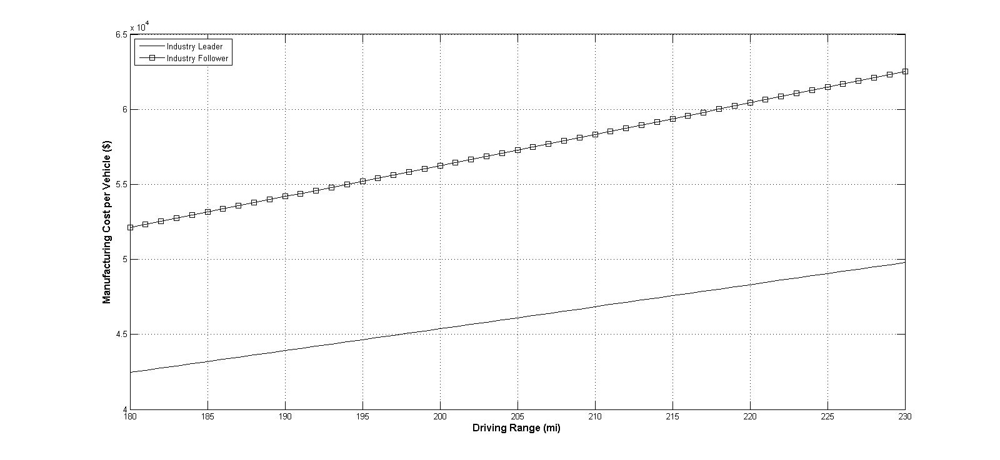 x 10^4
6.5
6
5.5
5
4.5
4
Industry Leader
Industry Follower
Manufacturing Cost per Vehicle ($)
180 185 190 195 200 205 210 215 220 225 230
Driving Range (mi)